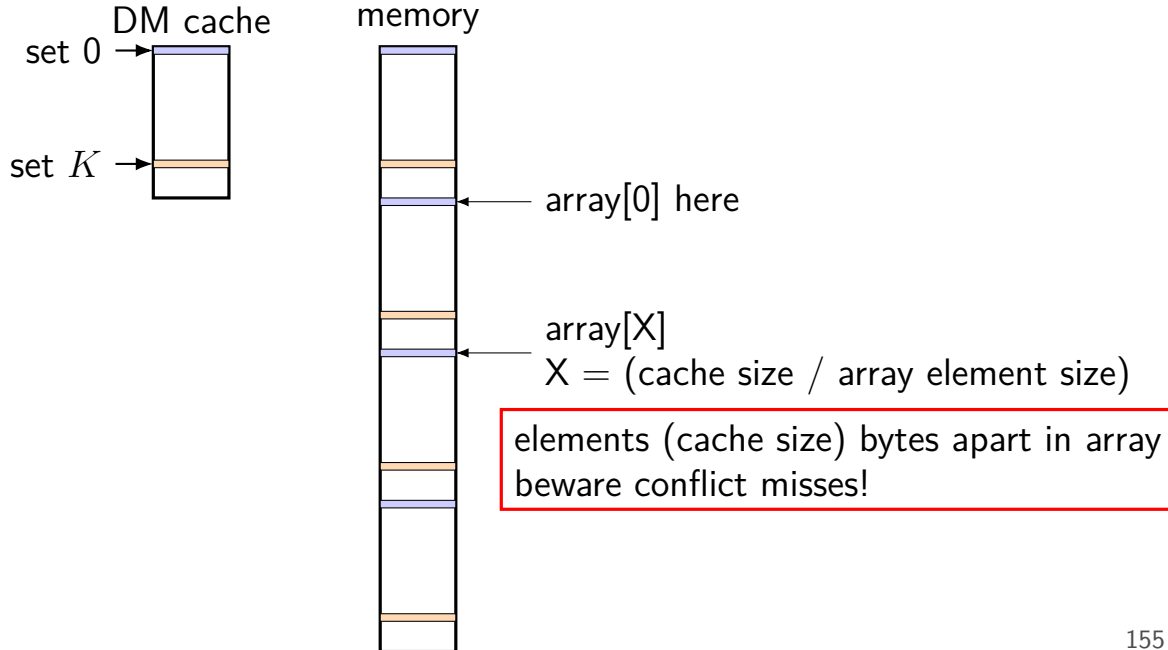 DM cache
memory
set 0
set K
array[0] here
array[X]
X = (cache size / array element size)
elements (cache size) bytes apart in array
beware conflict misses!
155